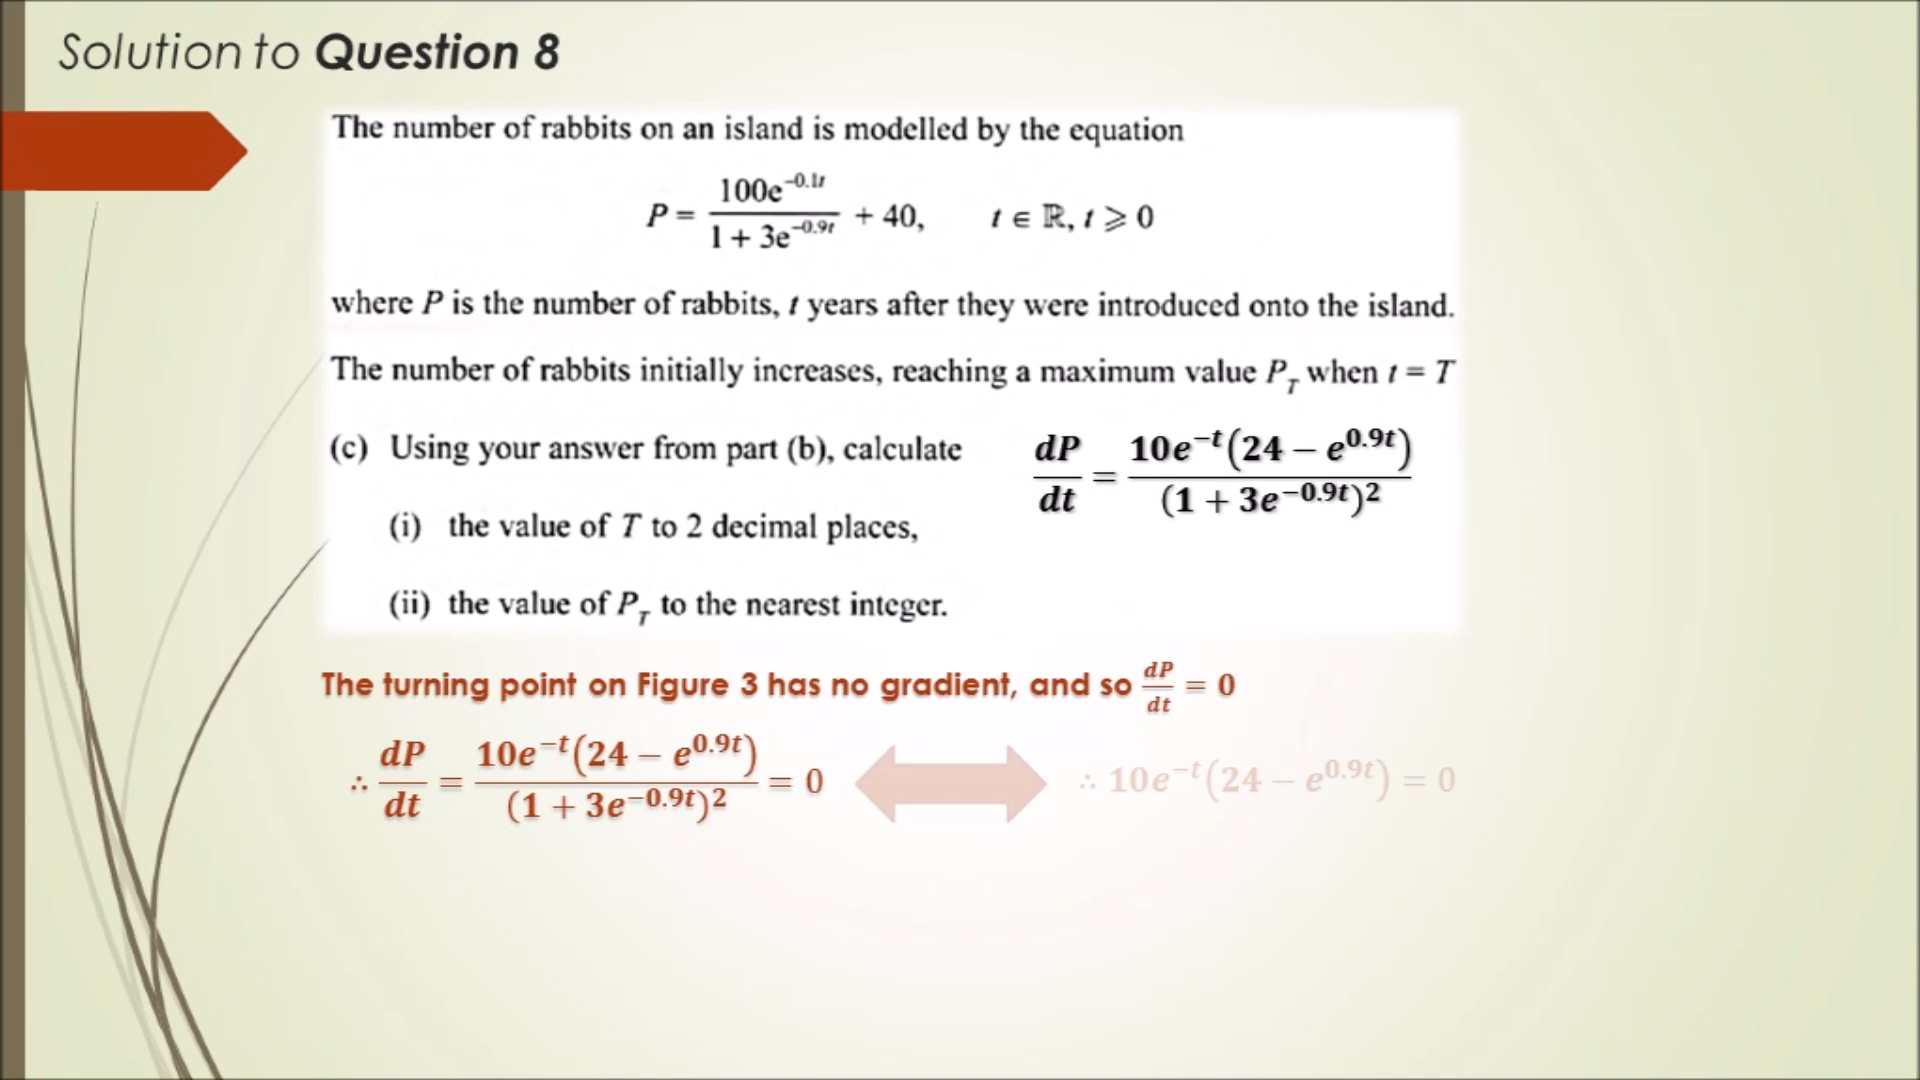 Solution to Question 8
The number of rabbits on an island is modelled by the equation
P = 100e^{-0.1t} / (1 + 3e^{-0.9t}) + 40, t ∈ ℝ, t ⩾ 0
where P is the number of rabbits, t years after they were introduced onto the island.
The number of rabbits initially increases, reaching a maximum value P_T when t = T
(c) Using your answer from part (b), calculate
dP/dt = 10e^{-t}(24 − e^{0.9t}) / (1 + 3e^{-0.9t})^2
(i) the value of T to 2 decimal places,
(ii) the value of P_T to the nearest integer.
The turning point on Figure 3 has no gradient, and so dP/dt = 0
∴ dP/dt = 10e^{-t}(24 − e^{0.9t}) / (1 + 3e^{-0.9t})^2 = 0 ∴ 10e^{-t}(24 − e^{0.9t}) = 0